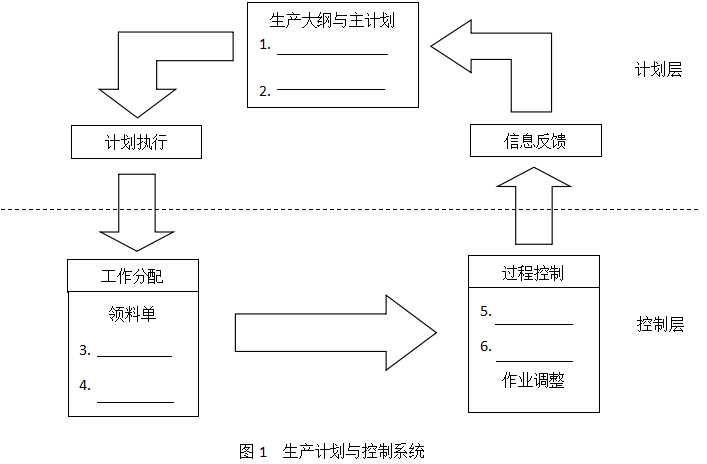 生产大纲与主计划
1.
2.
计划层
计划执行
信息反馈
工作分配
领料单
3.
4.
过程控制
5.
6.
作业调整
控制层
图 1 生产计划与控制系统